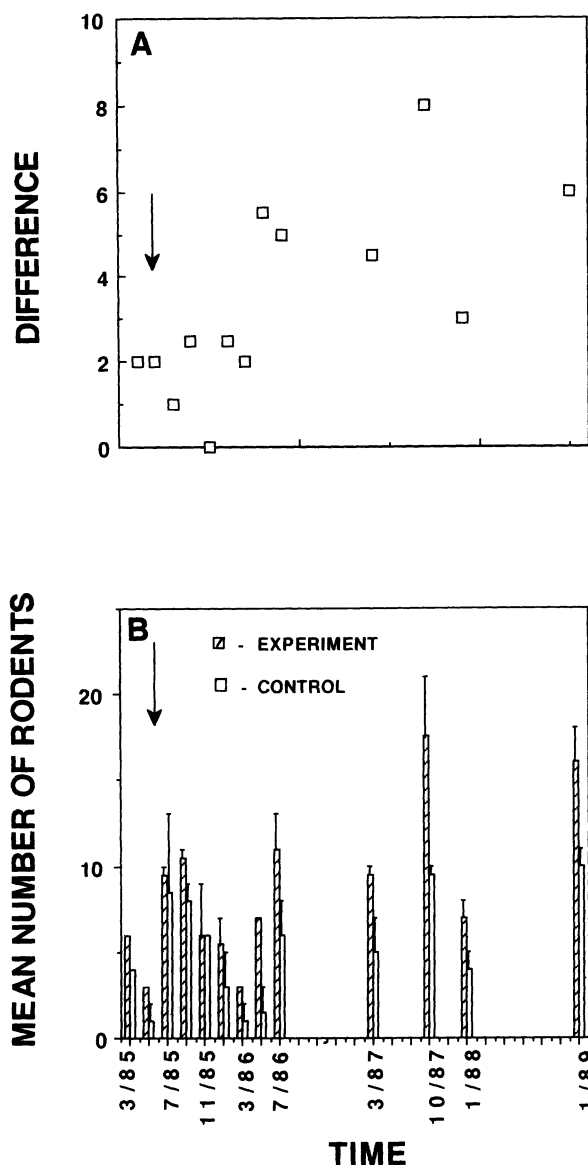 A
10
8
6
4
2
0
DIFFERENCE
B
- EXPERIMENT
- CONTROL
20
10
0
MEAN NUMBER OF RODENTS
3/85
7/85
11/85
3/86
7/86
3/87
10/87
1/88
1/89
TIME